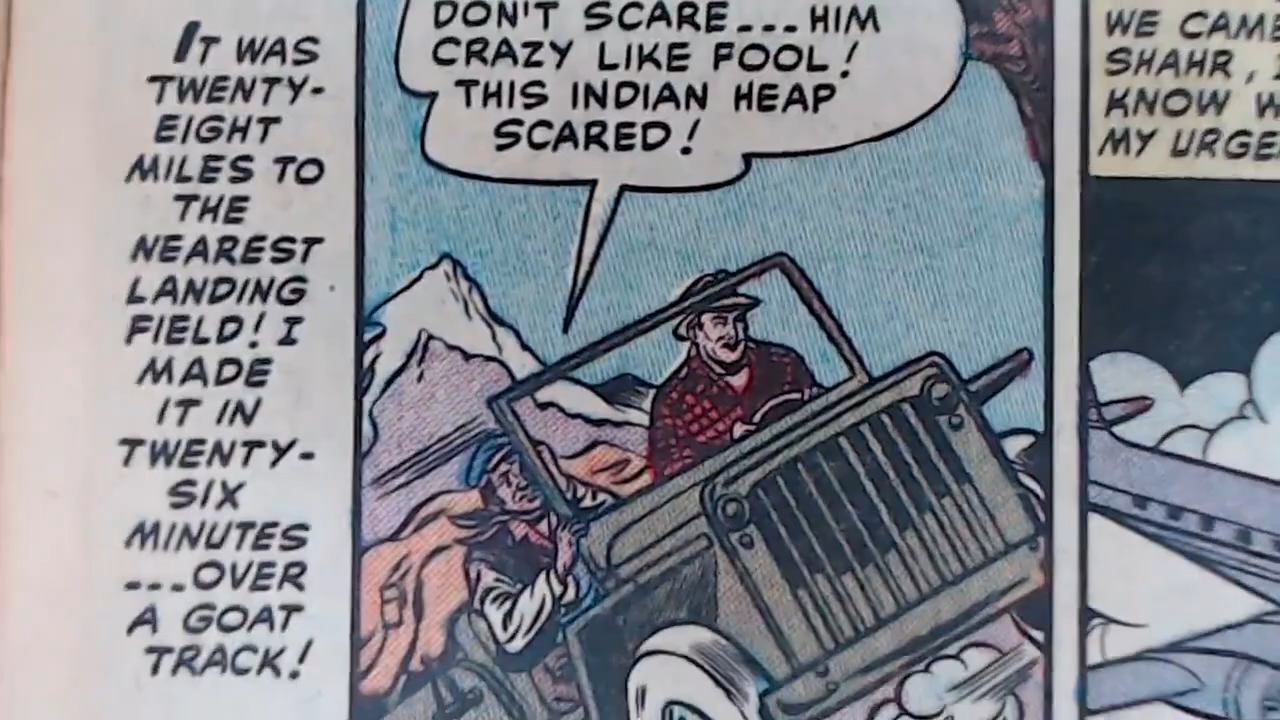 IT WAS
TWENTY-
EIGHT
MILES TO
THE
NEAREST
LANDING
FIELD! I
MADE
IT IN
TWENTY-
SIX
MINUTES
...OVER
A GOAT
TRACK!
DON'T SCARE...HIM
CRAZY LIKE FOOL!
THIS INDIAN HEAP
SCARED!
WE CAME
SHAHR,
KNOW
MY